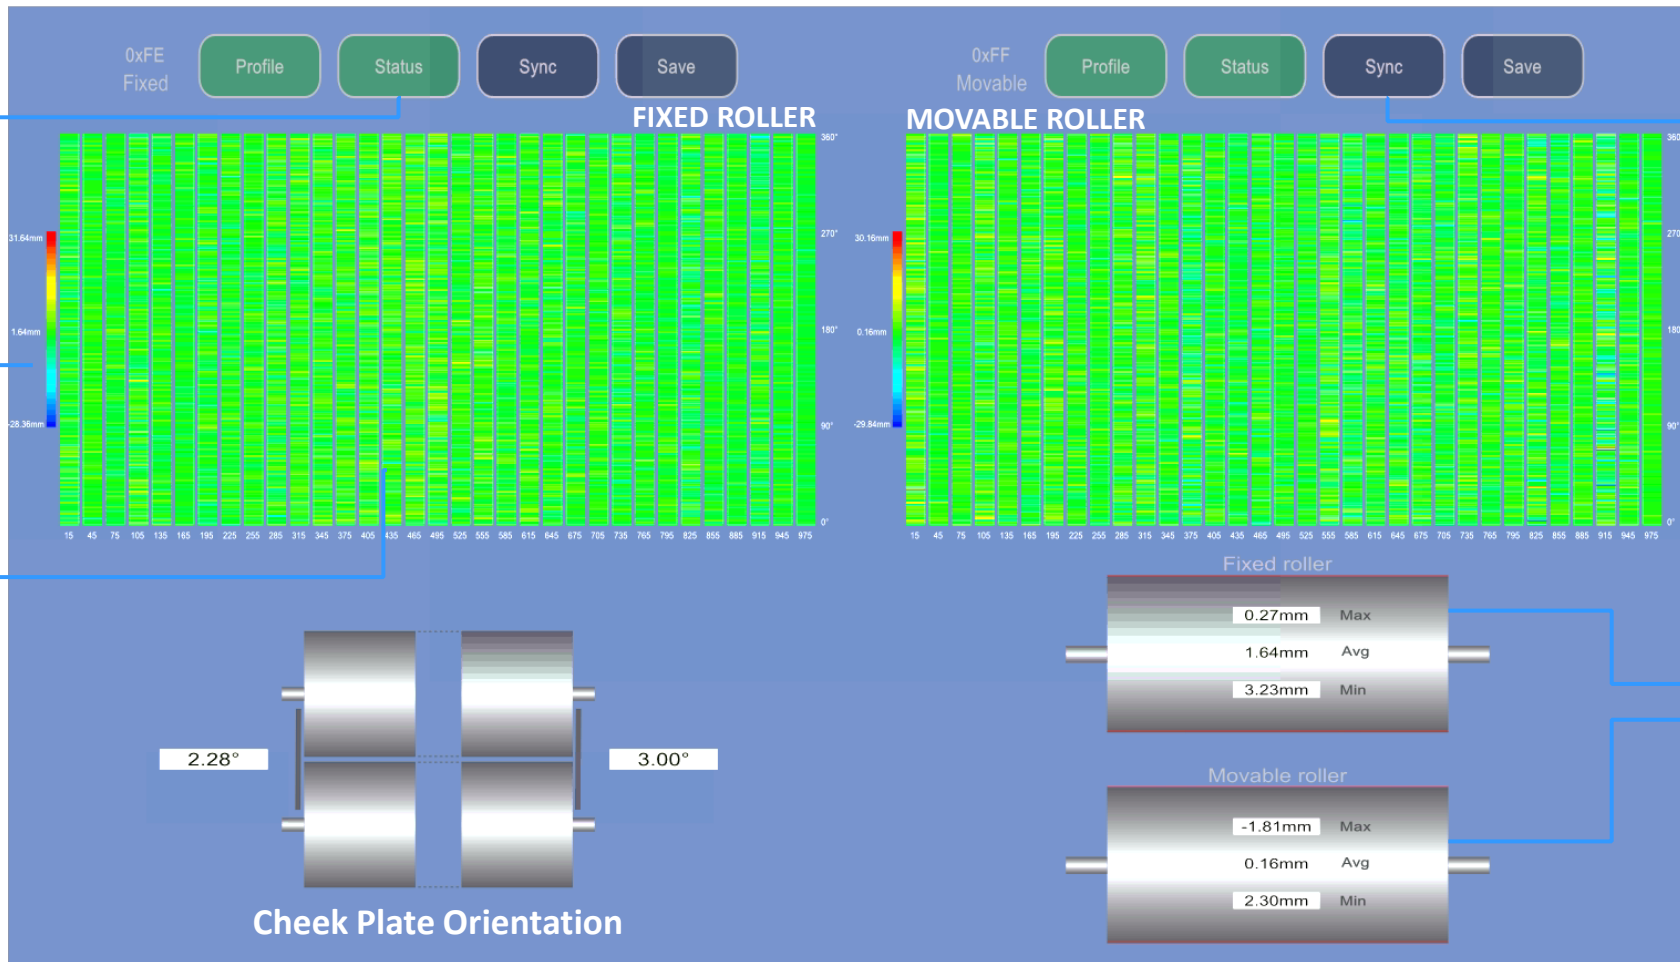 0xFE
Fixed
Profile
Status
Sync
Save
0xFF
Movable
Profile
Status
Sync
Save
FIXED ROLLER
MOVABLE ROLLER
31.64mm
1.64mm
-28.36mm
360°
270°
180°
90°
0°
15 45 75 105 135 165 195 225 255 285 315 345 375 405 435 465 495 525 555 585 615 645 675 705 735 765 795 825 855 885 915 945 975
30.16mm
0.16mm
-29.84mm
360°
270°
180°
90°
0°
15 45 75 105 135 165 195 225 255 285 315 345 375 405 435 465 495 525 555 585 615 645 675 705 735 765 795 825 855 885 915 945 975
2.28°
3.00°
Cheek Plate Orientation
Fixed roller
0.27mm Max
1.64mm Avg
3.23mm Min
Movable roller
-1.81mm Max
0.16mm Avg
2.30mm Min